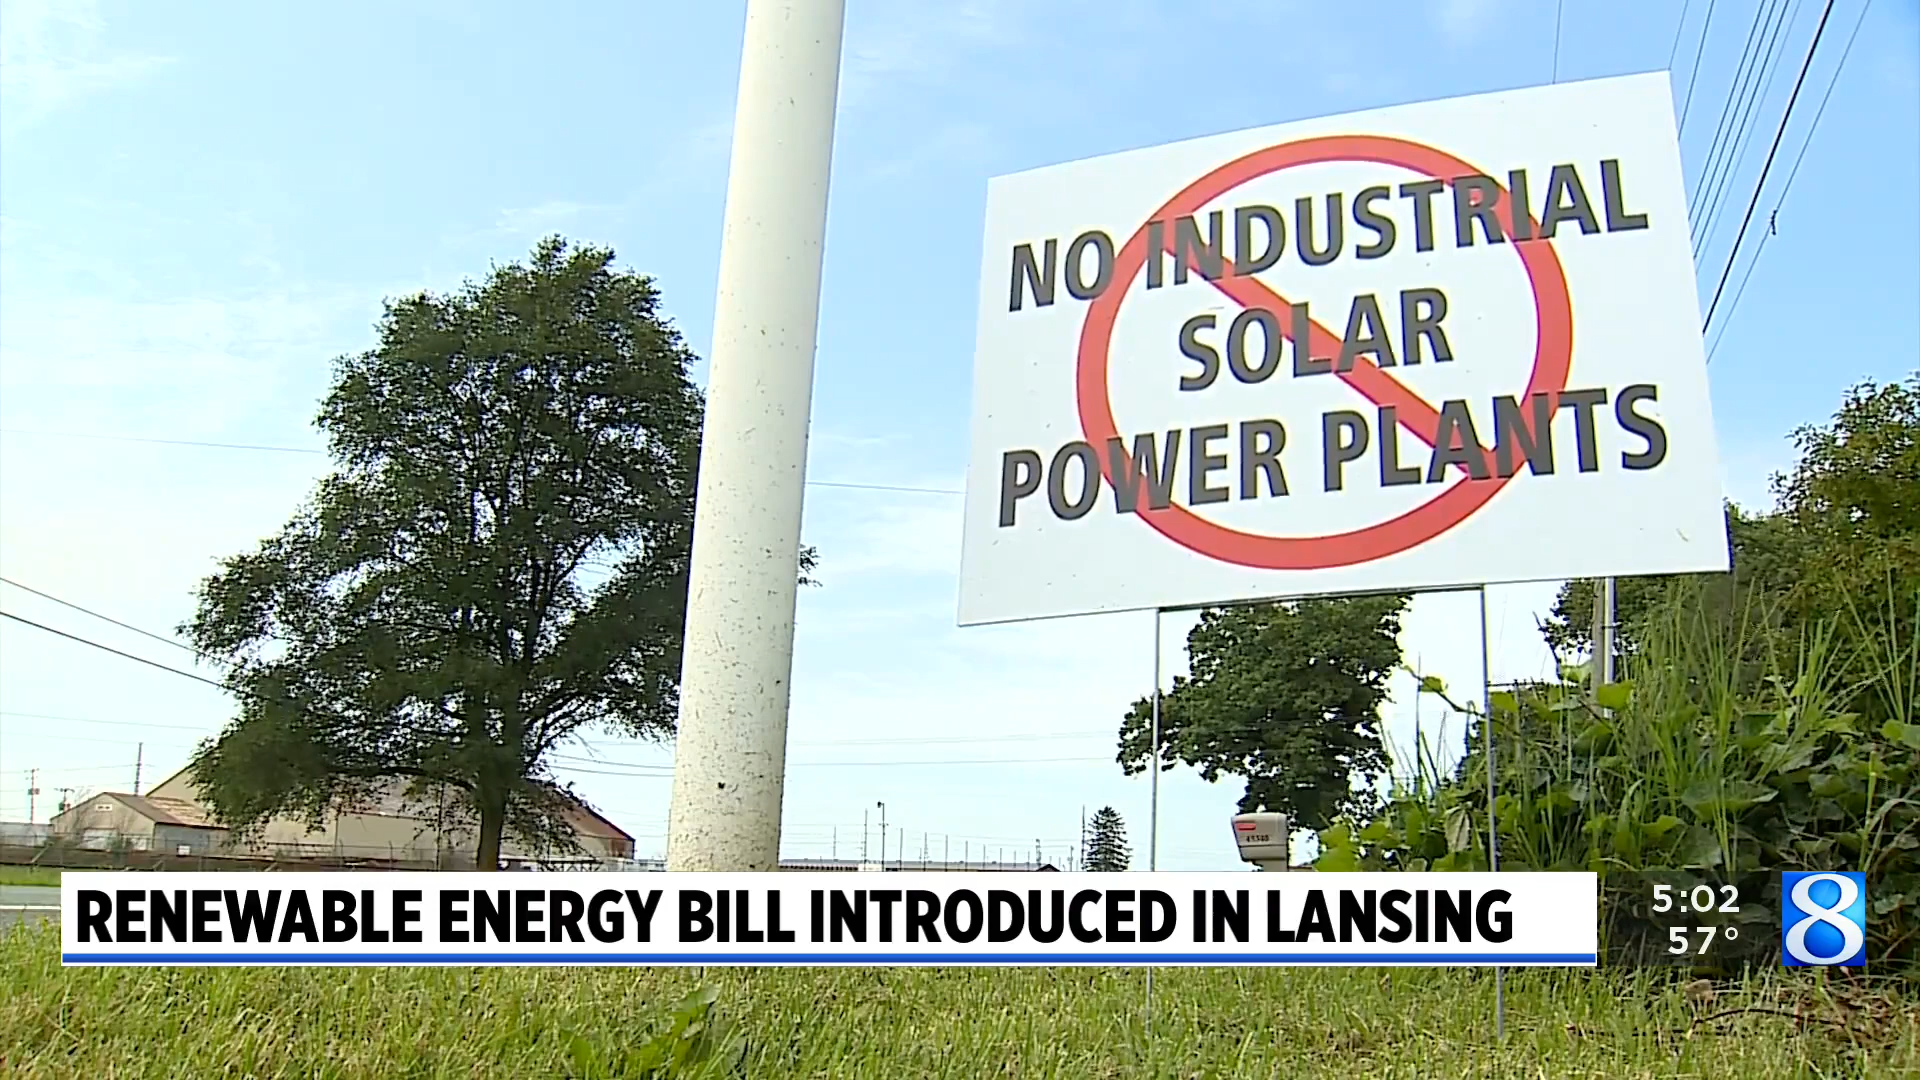 NO INDUSTRIAL
SOLAR
POWER PLANTS
RENEWABLE ENERGY BILL INTRODUCED IN LANSING
5:02
57°
8